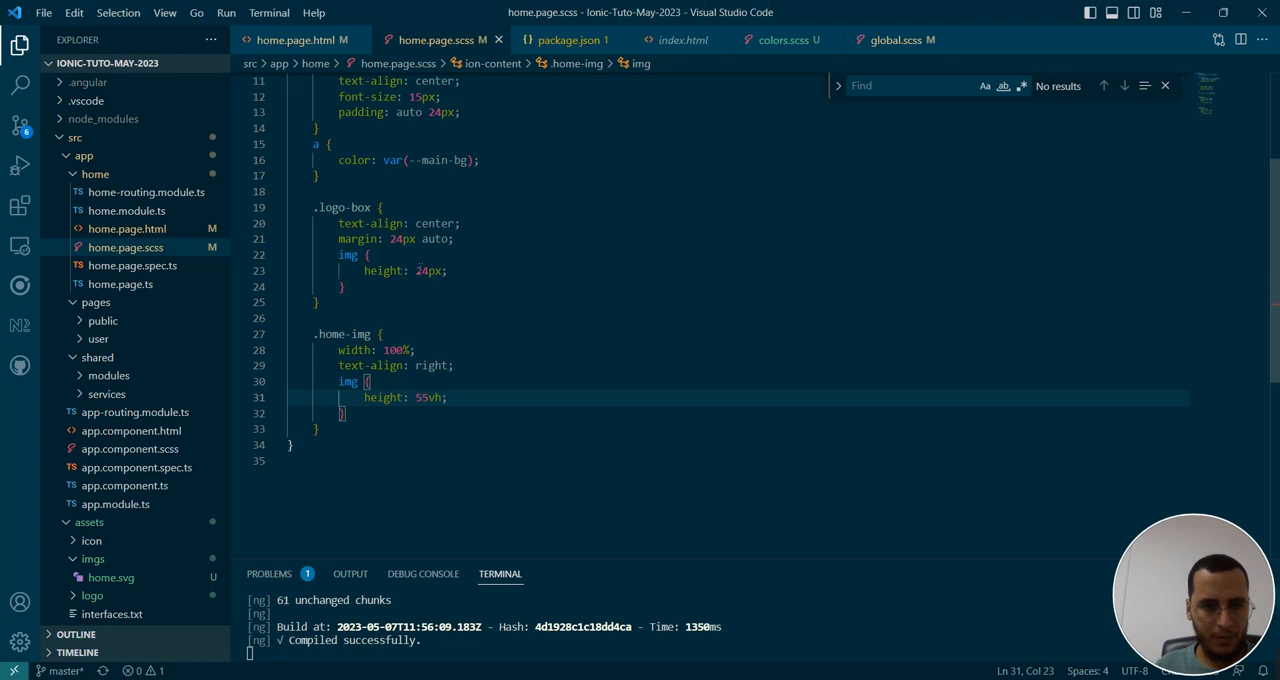 File Edit Selection View Go Run Terminal Help
home.page.scss - Ionic-Tuto-May-2023 - Visual Studio Code
EXPLORER
home.page.html M
home.page.scss M
package.json 1
index.html
colors.scss U
global.scss M
IONIC-TUTO-MAY-2023
src > app > home > home.page.scss > ion-content > .home-img > img
Find
Aa ab .*
No results
.angular
.vscode
node_modules
src
app
home
home-routing.module.ts
home.module.ts
home.page.html M
home.page.scss M
home.page.spec.ts
home.page.ts
pages
public
user
shared
modules
services
app-routing.module.ts
app.component.html
app.component.scss
app.component.spec.ts
app.component.ts
app.module.ts
assets
icon
imgs
home.svg U
logo
interfaces.txt
OUTLINE
TIMELINE
6
11 text-align: center;
12 font-size: 15px;
13 padding: auto 24px;
14 }
15 a {
16 color: var(--main-bg);
17 }
18
19 .logo-box {
20 text-align: center;
21 margin: 24px auto;
22 img {
23 height: 24px;
24 }
25 }
26
27 .home-img {
28 width: 100%;
29 text-align: right;
30 img {
31 height: 55vh;
32 }
33 }
34 }
35
PROBLEMS 1 OUTPUT DEBUG CONSOLE TERMINAL
[ng] 61 unchanged chunks
[ng]
[ng] Build at: 2023-05-07T11:56:09.183Z - Hash: 4d1928c1c18dd4ca - Time: 1350ms
[ng] √ Compiled successfully.
master* 0 1
Ln 31, Col 23 Spaces: 4 UTF-8